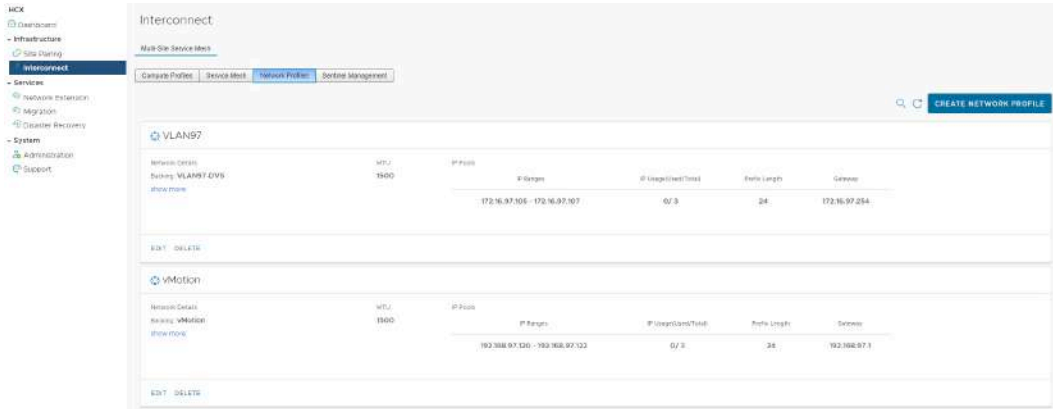 HCX
Dashboard
Infrastructure
Site Pairing
Interconnect
Services
Network Extension
Migration
Disaster Recovery
System
Administration
Support
Interconnect
Multi-Site Service Mesh
Compute Profiles Service Mesh Network Profiles Sentinel Management
CREATE NETWORK PROFILE
VLAN97
Network Details MTU IP Pools
Backing: VLAN97-DVS 1500 IP Ranges IP Usage(Used/Total) Prefix Length Gateway
show more
172.16.97.105 - 172.16.97.107 0/ 3 24 172.16.97.254
EDIT DELETE
vMotion
Network Details MTU IP Pools
Backing: vMotion 1500 IP Ranges IP Usage(Used/Total) Prefix Length Gateway
show more
192.168.97.120 - 192.168.97.122 0/ 3 24 192.168.97.1
EDIT DELETE